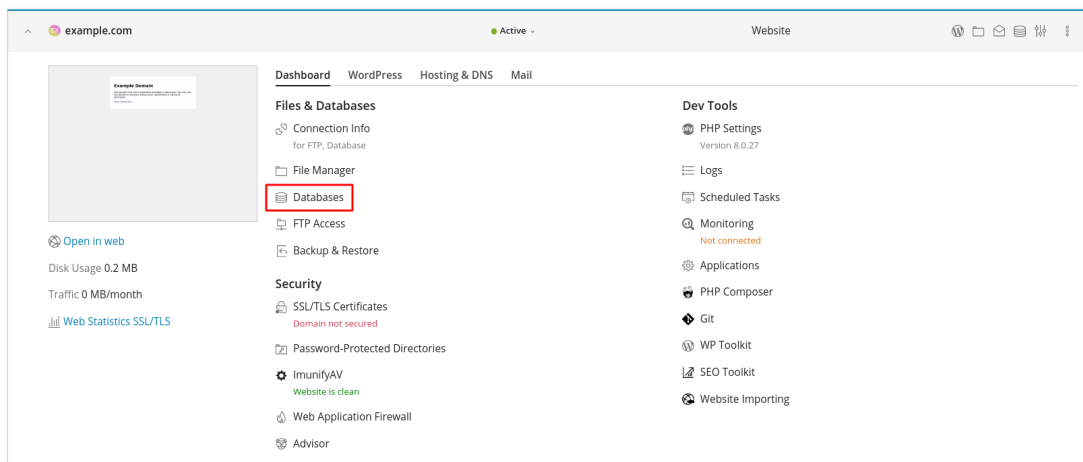 example.com
Active
Website
Example Domain
Dashboard WordPress Hosting & DNS Mail
Files & Databases
Connection Info
for FTP, Database
File Manager
Databases
FTP Access
Backup & Restore
Security
SSL/TLS Certificates
Domain not secured
Password-Protected Directories
ImunifyAV
Website is clean
Web Application Firewall
Advisor
Dev Tools
php PHP Settings
Version 8.0.27
Logs
Scheduled Tasks
Monitoring
Not connected
Applications
PHP Composer
Git
WP Toolkit
SEO Toolkit
Website Importing
Open in web
Disk Usage 0.2 MB
Traffic 0 MB/month
Web Statistics SSL/TLS